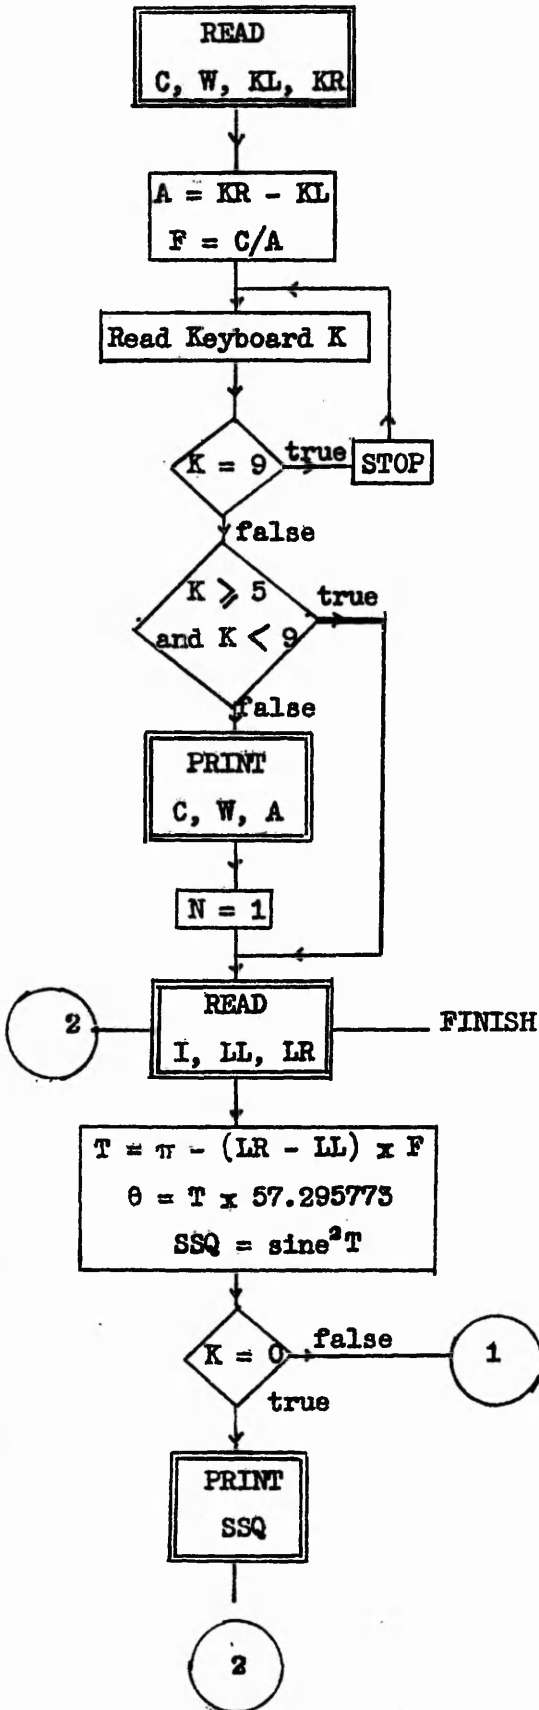 READ
C, W, KL, KR
A = KR - KL
F = C/A
Read Keyboard K
K = 9
true
STOP
false
K ⩾ 5
and K < 9
true
false
PRINT
C, W, A
N = 1
2
READ
I, LL, LR
FINISH
T = π - (LR - LL) x F
θ = T x 57.295773
SSQ = sine²T
K = 0
false
1
true
PRINT
SSQ
2